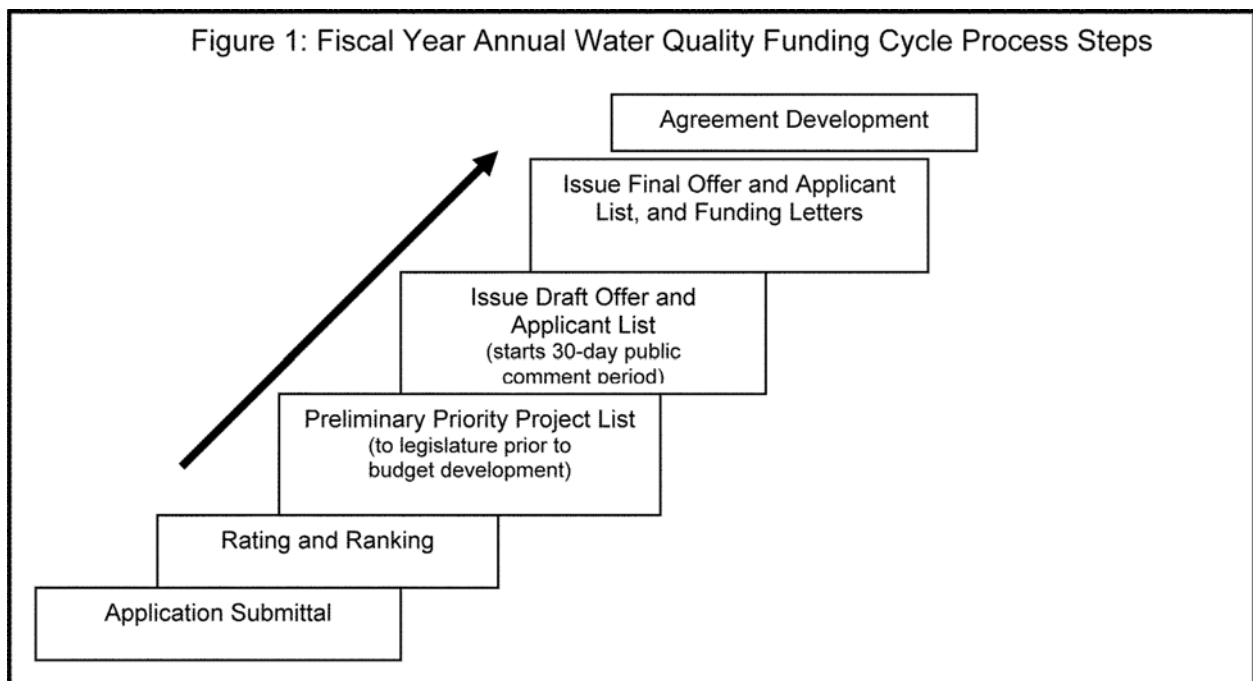 Figure 1: Fiscal Year Annual Water Quality Funding Cycle Process Steps
Agreement Development
Issue Final Offer and Applicant
List, and Funding Letters
Issue Draft Offer and
Applicant List
(starts 30-day public
comment period)
Preliminary Priority Project List
(to legislature prior to
budget development)
Rating and Ranking
Application Submittal